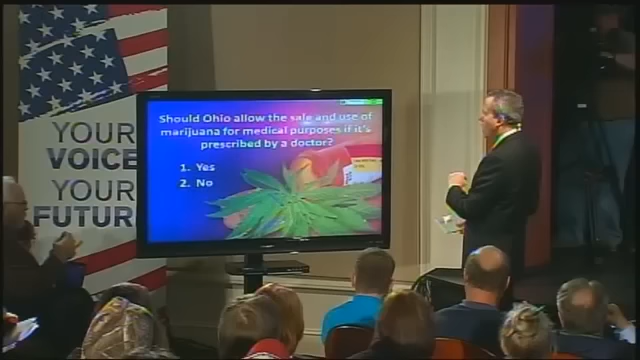 YOUR
VOICE
YOUR
FUTURE
Should Ohio allow the sale and use of
marijuana for medical purposes if it's
prescribed by a doctor?
1. Yes
2. No